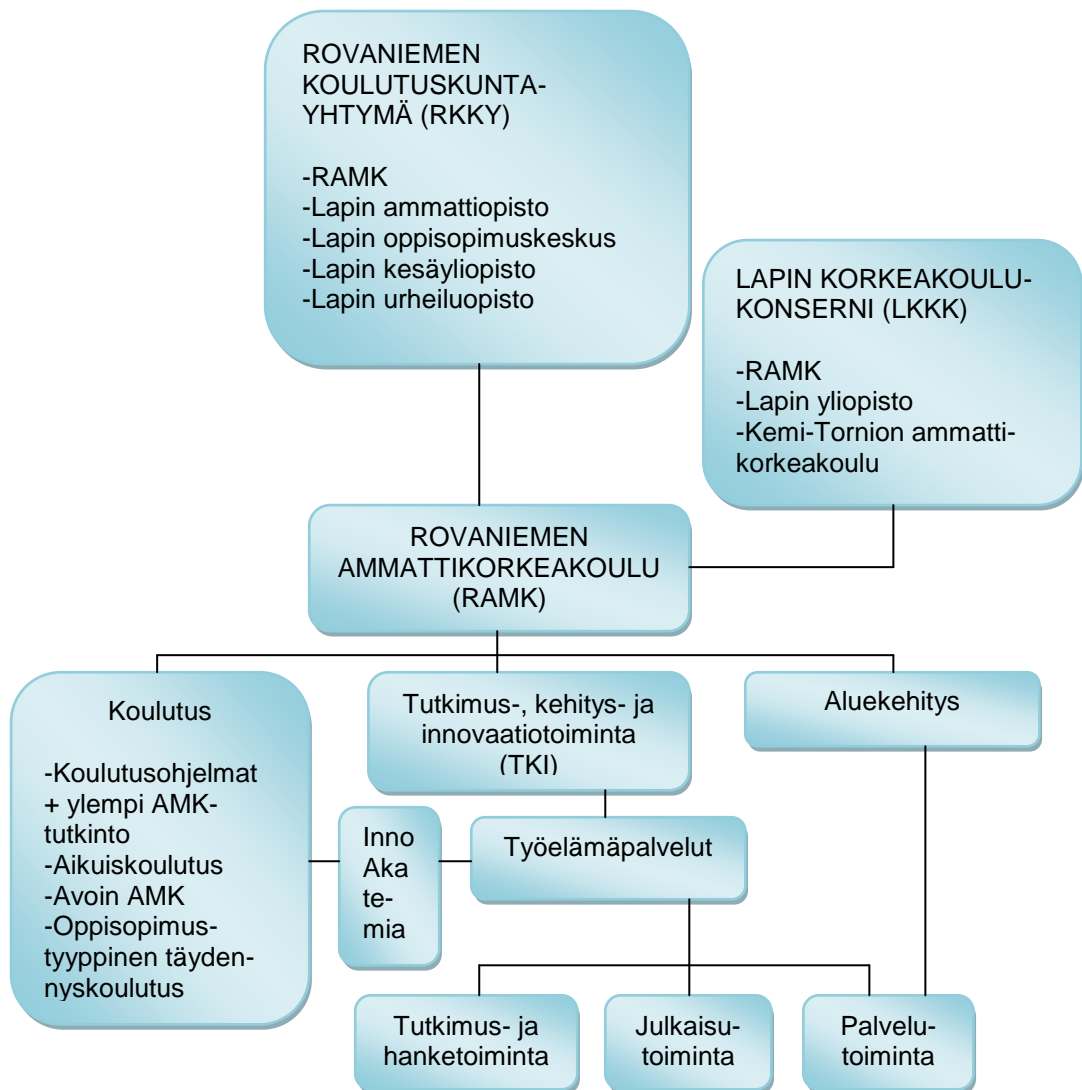 ROVANIEMEN
KOULUTUSKUNTA-
YHTYMÄ (RKKY)
-RAMK
-Lapin ammattiopisto
-Lapin oppisopimuskeskus
-Lapin kesäyliopisto
-Lapin urheiluopisto
LAPIN KORKEAKOULU-
KONSERNI (LKKK)
-RAMK
-Lapin yliopisto
-Kemi-Tornion ammatti-
korkeakoulu
ROVANIEMEN
AMMATTIKORKEAKOULU
(RAMK)
Koulutus
-Koulutusohjelmat
+ ylempi AMK-
tutkinto
-Aikuiskoulutus
-Avoin AMK
-Oppisopimus-
tyyppinen täyden-
nyskoulutus
Tutkimus-, kehitys- ja
innovaatiotoiminta
(TKI)
Aluekehitys
Inno
Aka
te-
mia
Työelämäpalvelut
Tutkimus- ja
hanketoiminta
Julkaisu-
toiminta
Palvelu-
toiminta